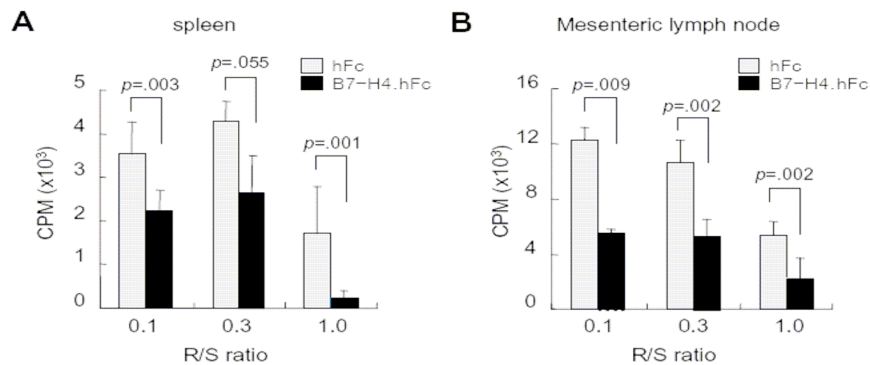 A
spleen
hFc
B7-H4.hFc
p=.003
p=.055
p=.001
5
4
3
2
1
0
CPM (x10³)
0.1
0.3
1.0
R/S ratio
B
Mesenteric lymph node
hFc
B7-H4.hFc
p=.009
p=.002
p=.002
16
12
8
4
0
CPM (x10³)
0.1
0.3
1.0
R/S ratio